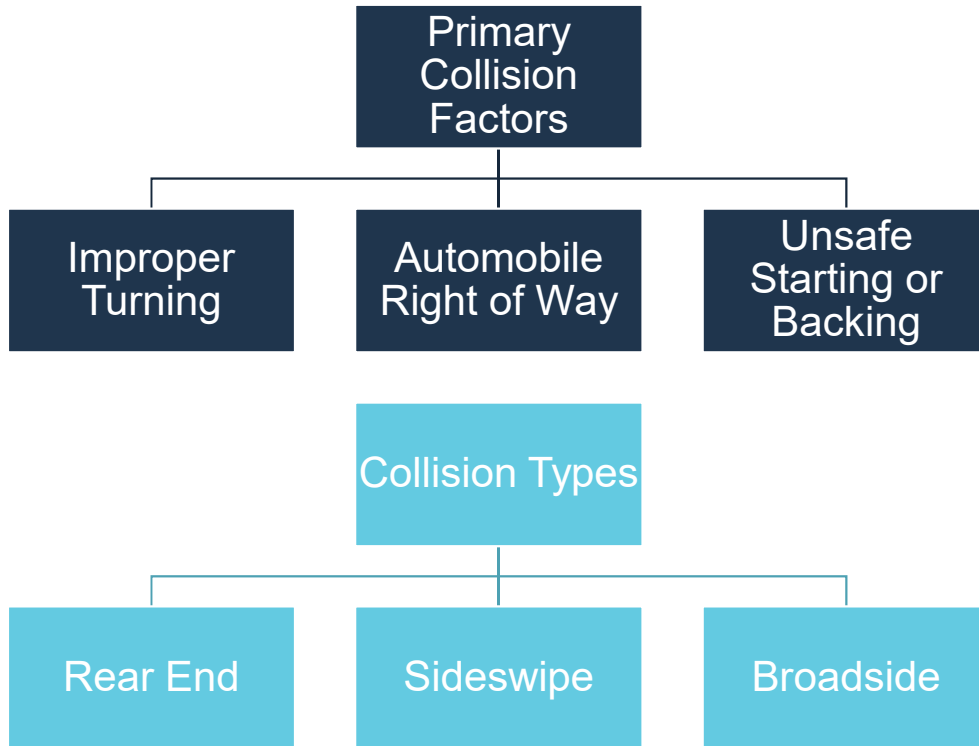 Primary
Collision
Factors
Improper
Turning
Automobile
Right of Way
Unsafe
Starting or
Backing
Collision Types
Rear End
Sideswipe
Broadside